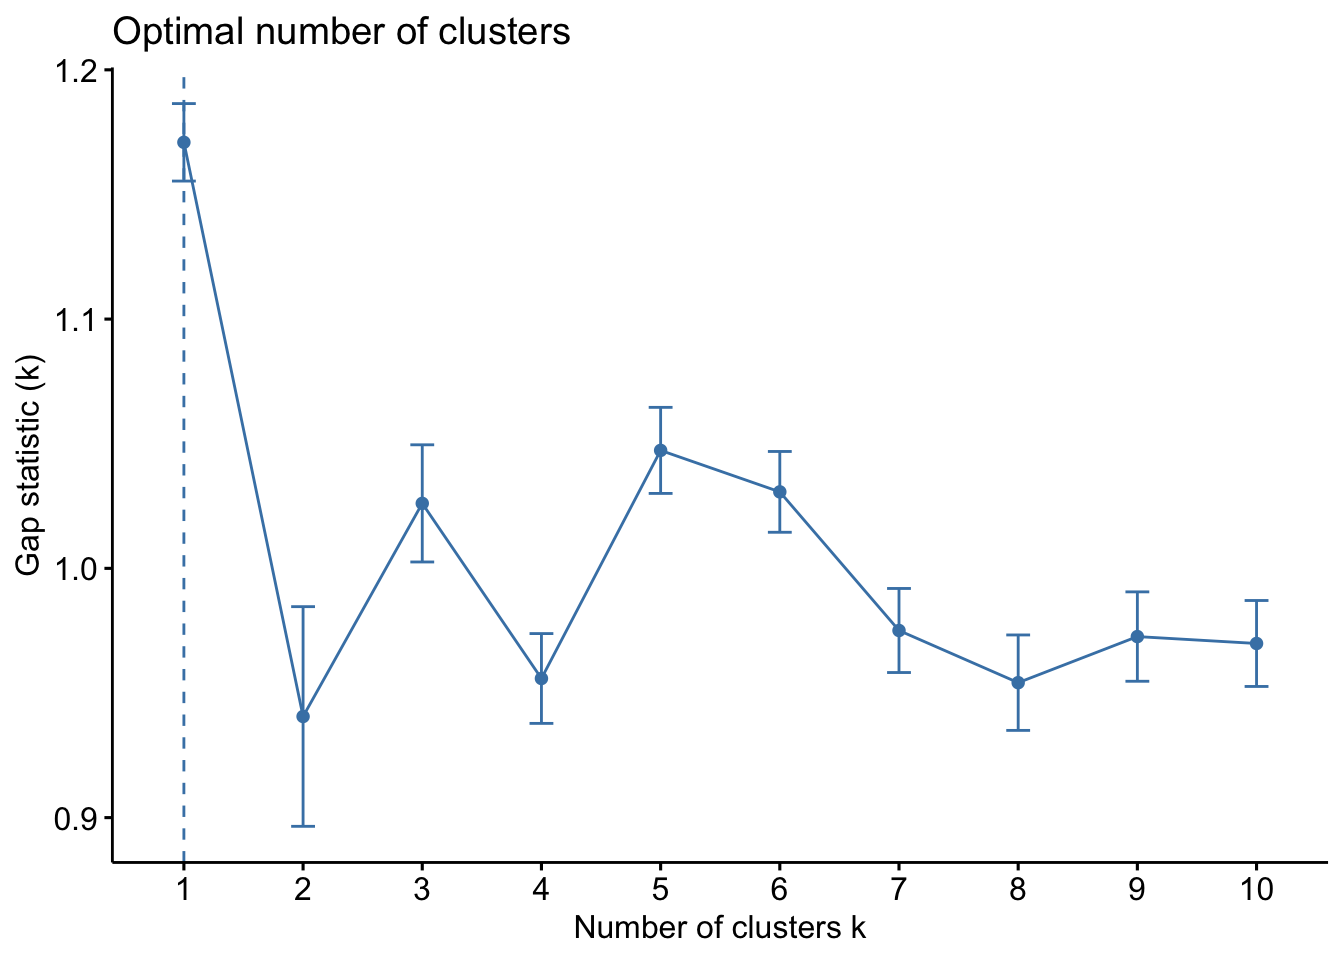 Optimal number of clusters
1.2
1.1
1.0
0.9
Gap statistic (k)
1 2 3 4 5 6 7 8 9 10
Number of clusters k